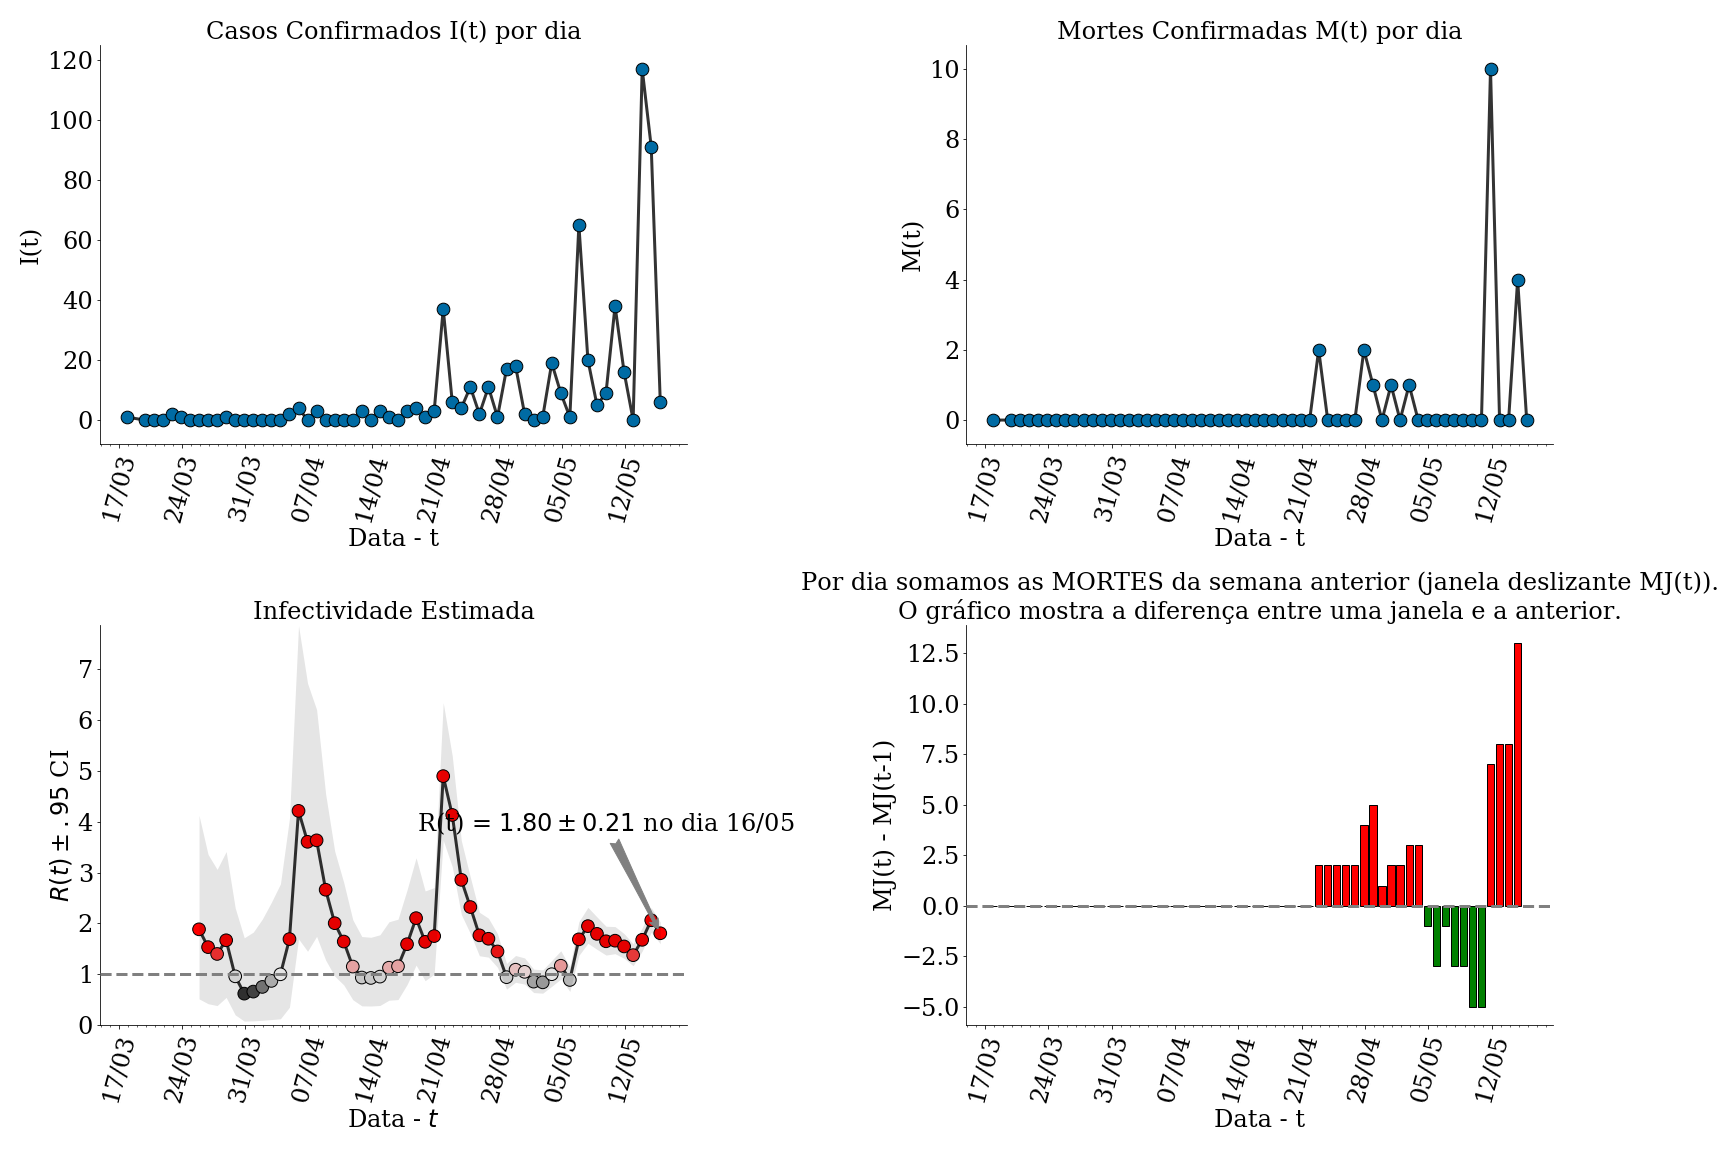 Casos Confirmados I(t) por dia
I(t)
120
100
80
60
40
20
0
17/03 24/03 31/03 07/04 14/04 21/04 28/04 05/05 12/05
Data - t
Mortes Confirmadas M(t) por dia
M(t)
10
8
6
4
2
0
17/03 24/03 31/03 07/04 14/04 21/04 28/04 05/05 12/05
Data - t
Infectividade Estimada
R(t) ± .95 CI
7
6
5
4
3
2
1
0
R(t) = 1.80 ± 0.21 no dia 16/05
17/03 24/03 31/03 07/04 14/04 21/04 28/04 05/05 12/05
Data - t
Por dia somamos as MORTES da semana anterior (janela deslizante MJ(t)).
O gráfico mostra a diferença entre uma janela e a anterior.
MJ(t) - MJ(t-1)
12.5
10.0
7.5
5.0
2.5
0.0
−2.5
−5.0
17/03 24/03 31/03 07/04 14/04 21/04 28/04 05/05 12/05
Data - t